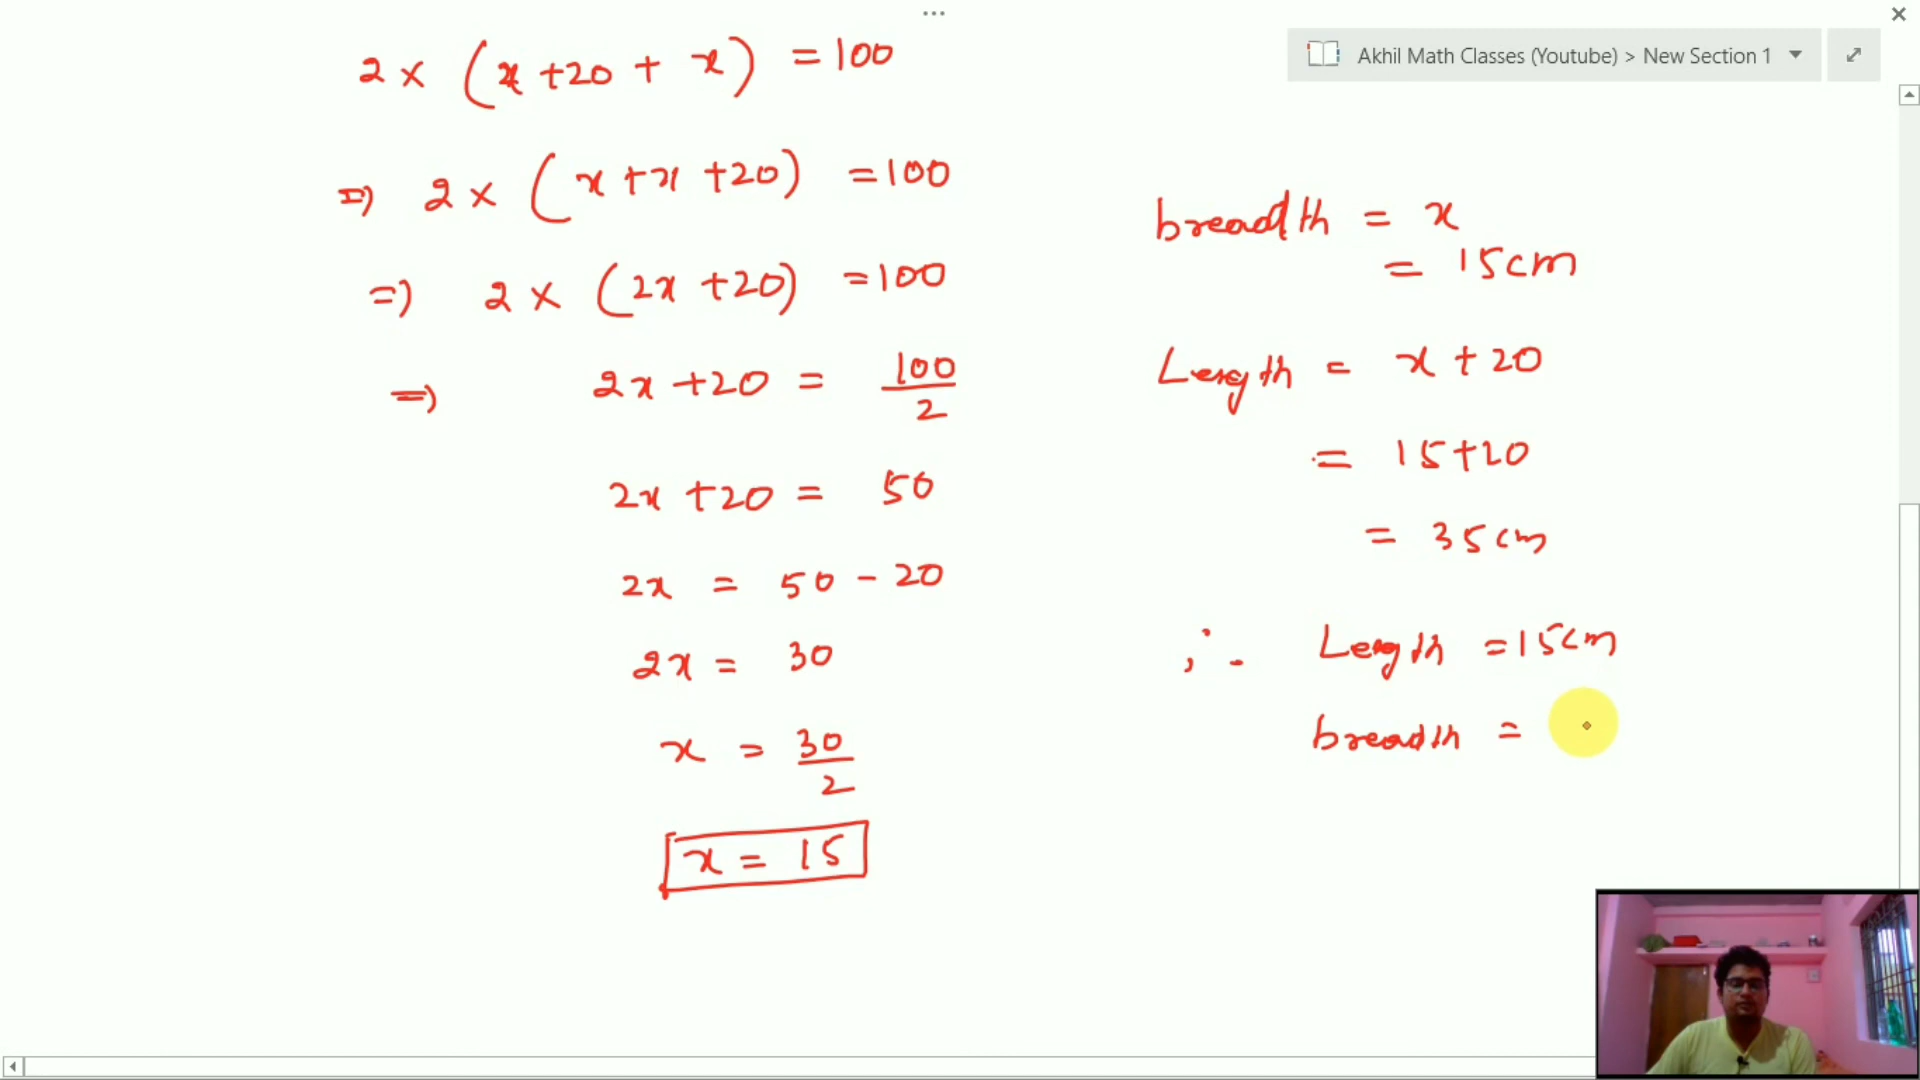 Akhil Math Classes (Youtube) > New Section 1
2 × (x + 20 + x) = 100
=) 2 × (x + x + 20) = 100
=) 2 × (2x + 20) = 100
=) 2x + 20 = 100/2
2x + 20 = 50
2x = 50 - 20
2x = 30
x = 30/2
x = 15
breadth = x
= 15cm
Length = x + 20
= 15+20
= 35cm
∴ Length = 15cm
breadth =